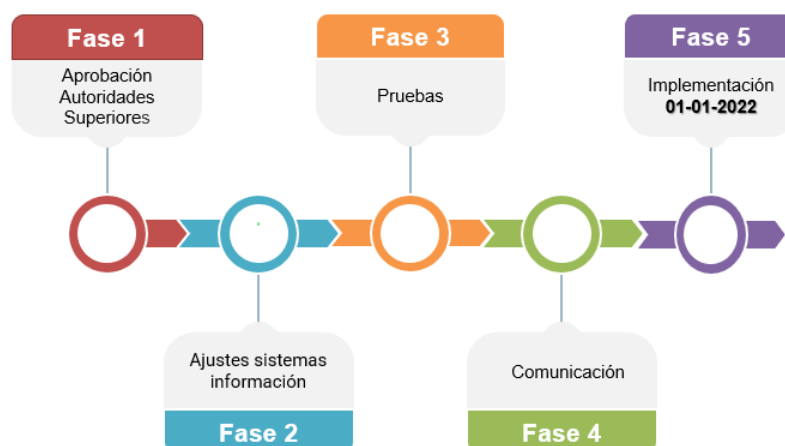 Fase 1
Aprobación
Autoridades
Superiores
Ajustes sistemas
información
Fase 2
Fase 3
Pruebas
Comunicación
Fase 4
Fase 5
Implementación
01-01-2022